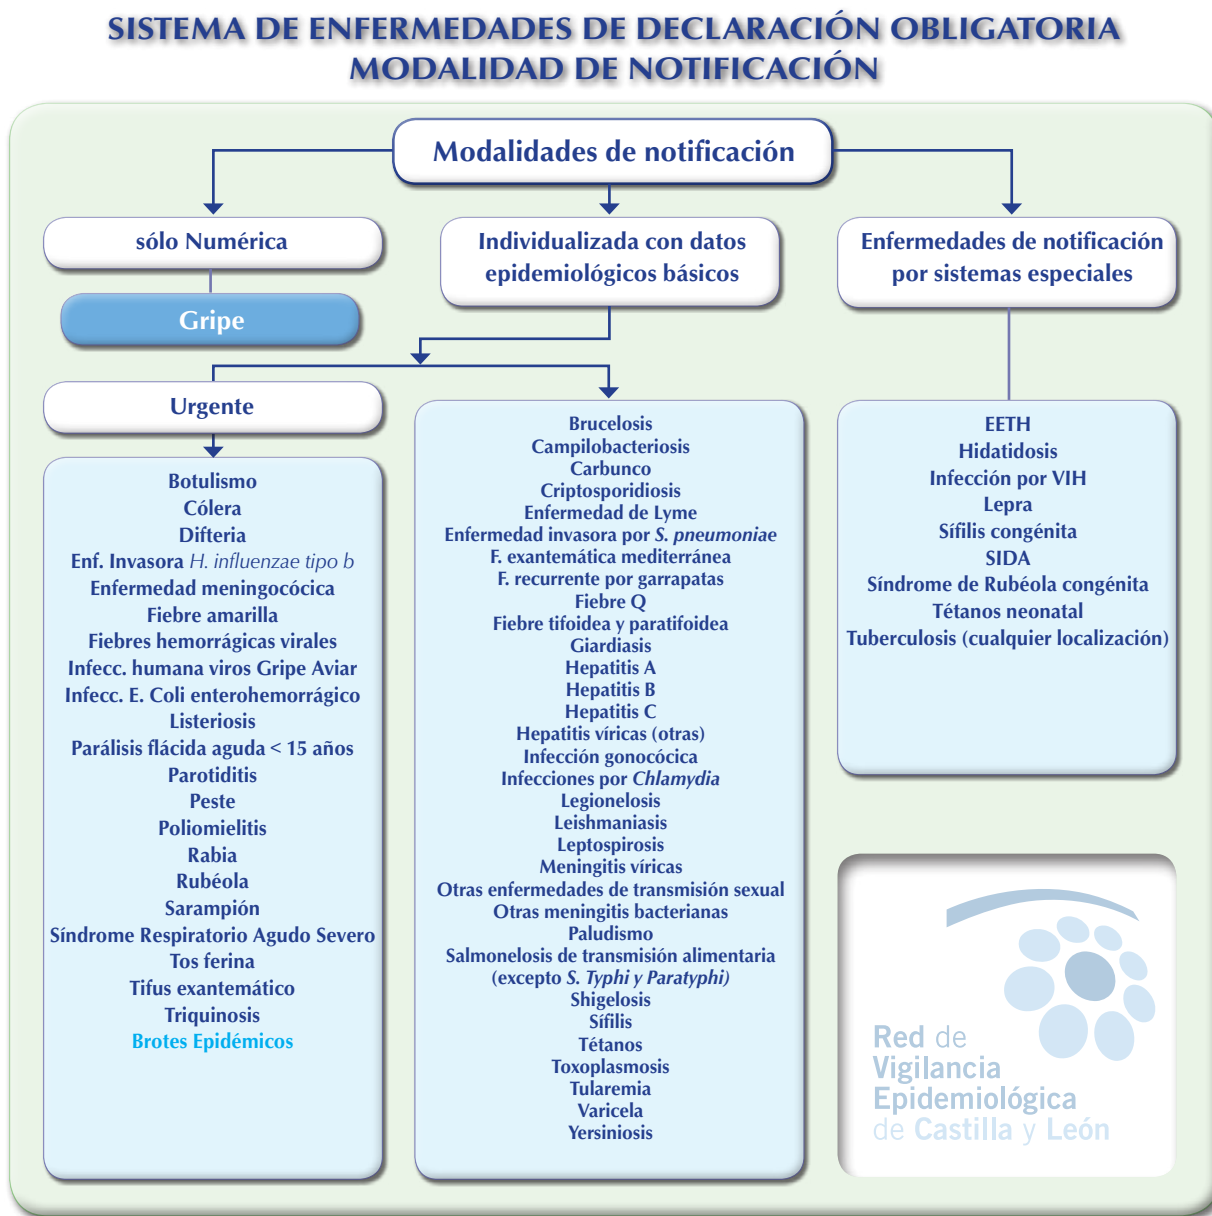 SISTEMA DE ENFERMEDADES DE DECLARACIÓN OBLIGATORIA
MODALIDAD DE NOTIFICACIÓN
Modalidades de notificación
sólo Numérica
Gripe
Individualizada con datos
epidemiológicos básicos
Enfermedades de notificación
por sistemas especiales
Urgente
Botulismo
Cólera
Difteria
Enf. Invasora H. influenzae tipo b
Enfermedad meningocócica
Fiebre amarilla
Fiebres hemorrágicas virales
Infecc. humana viros Gripe Aviar
Infecc. E. Coli enterohemorrágico
Listeriosis
Parálisis flácida aguda < 15 años
Parotiditis
Peste
Poliomielitis
Rabia
Rubéola
Sarampión
Síndrome Respiratorio Agudo Severo
Tos ferina
Tifus exantemático
Triquinosis
Brotes Epidémicos
Brucelosis
Campilobacteriosis
Carbunco
Criptosporidiosis
Enfermedad de Lyme
Enfermedad invasora por S. pneumoniae
F. exantemática mediterránea
F. recurrente por garrapatas
Fiebre Q
Fiebre tifoidea y paratifoidea
Giardiasis
Hepatitis A
Hepatitis B
Hepatitis C
Hepatitis víricas (otras)
Infección gonocócica
Infecciones por Chlamydia
Legionelosis
Leishmaniasis
Leptospirosis
Meningitis víricas
Otras enfermedades de transmisión sexual
Otras meningitis bacterianas
Paludismo
Salmonelosis de transmisión alimentaria
(excepto S. Typhi y Paratyphi)
Shigelosis
Sífilis
Tétanos
Toxoplasmosis
Tularemia
Varicela
Yersiniosis
EETH
Hidatidosis
Infección por VIH
Lepra
Sífilis congénita
SIDA
Síndrome de Rubéola congénita
Tétanos neonatal
Tuberculosis (cualquier localización)
Red de
Vigilancia
Epidemiológica
de Castilla y León